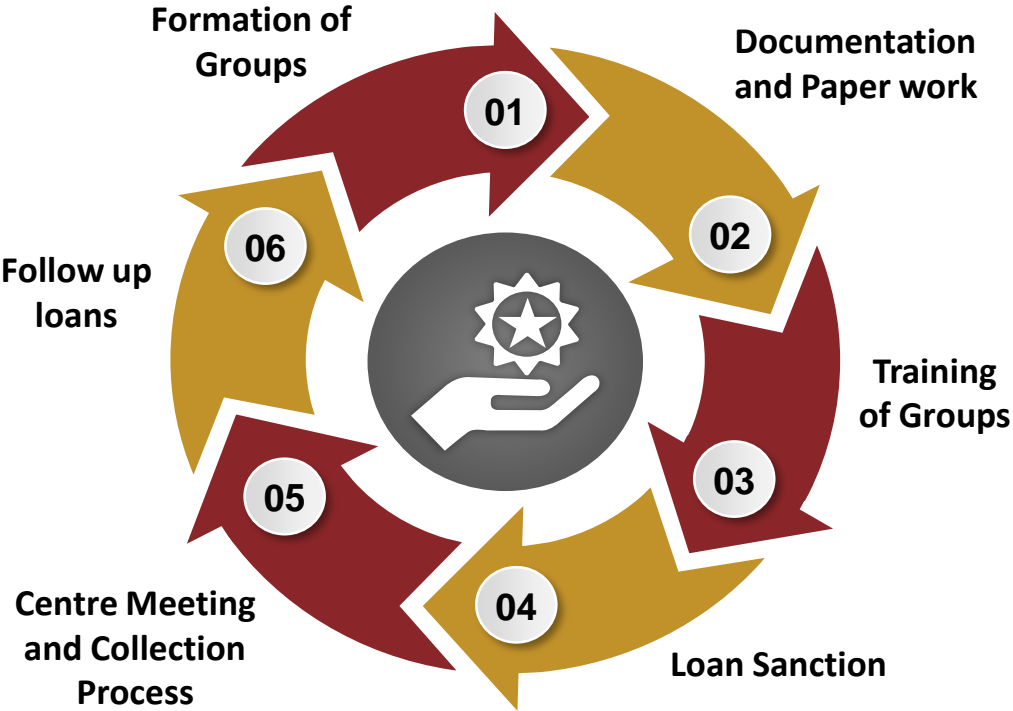 Formation of
Groups
01
Documentation
and Paper work
02
Training
of Groups
03
Loan Sanction
04
Centre Meeting
and Collection
Process
05
Follow up
loans
06